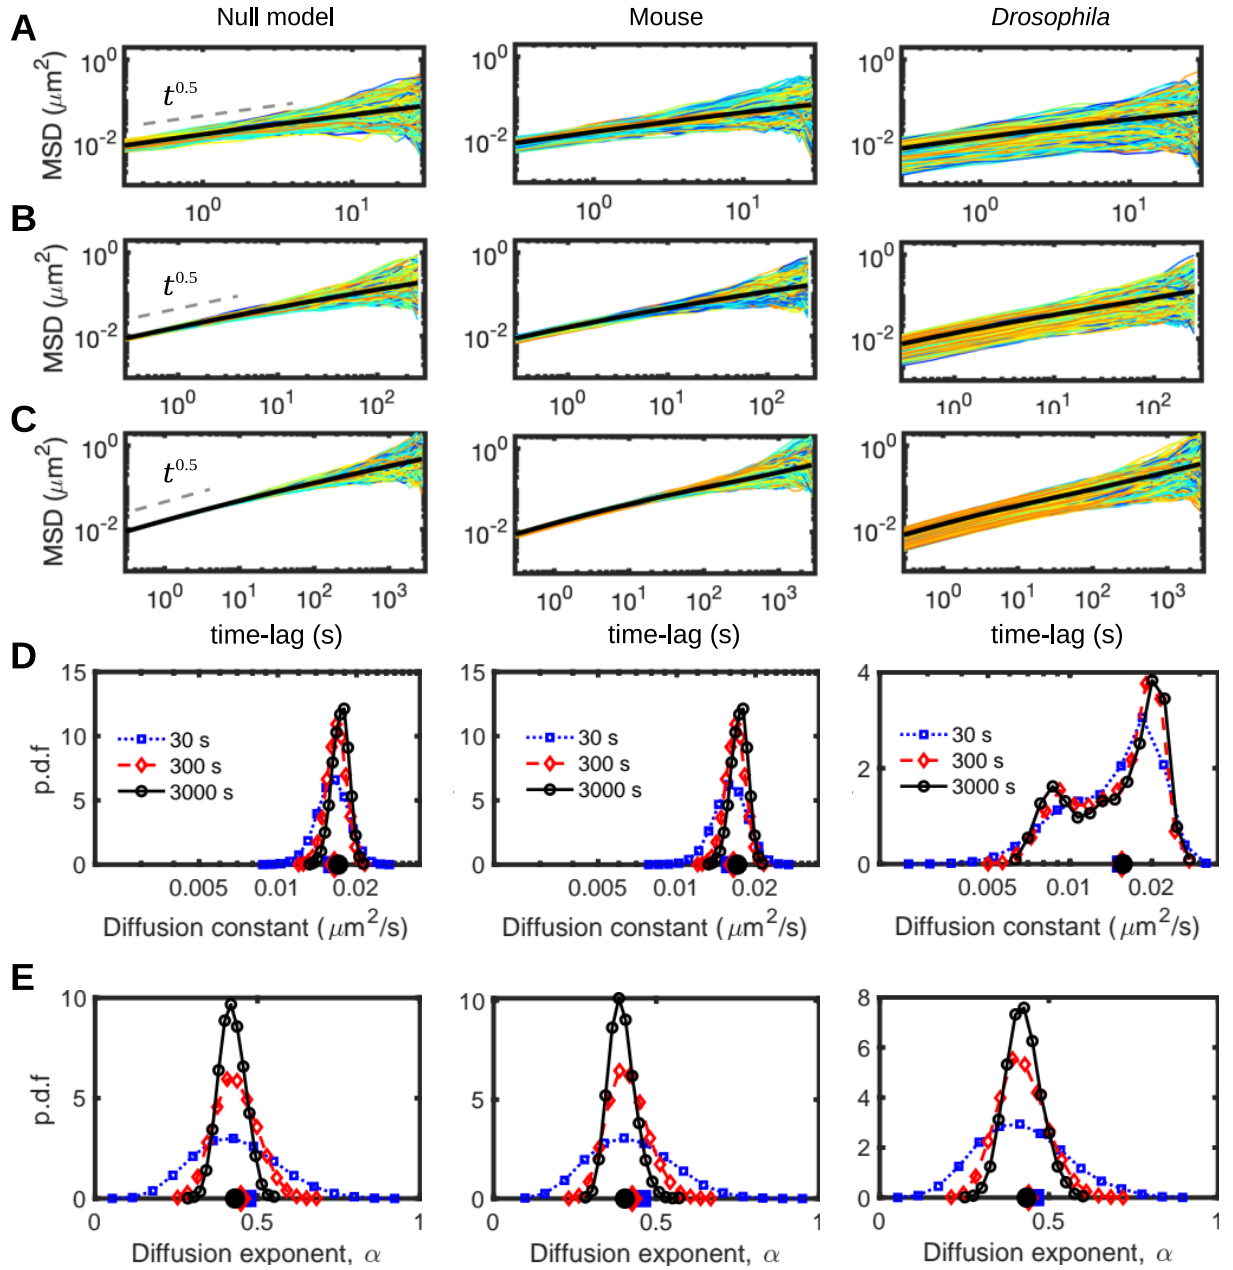 A Null model Mouse Drosophila
MSD (μm²)
10⁰
10⁻²
t⁰·⁵
10⁰ 10¹ 10⁰ 10¹ 10⁰ 10¹
10⁰ 10⁰
10⁻² 10⁻²
B
MSD (μm²)
10⁰ 10⁰ 10⁰
t⁰·⁵
10⁻² 10⁻² 10⁻²
10⁰ 10¹ 10² 10⁰ 10¹ 10² 10⁰ 10¹ 10²
C
MSD (μm²)
10⁰ 10⁰ 10⁰
t⁰·⁵
10⁻² 10⁻² 10⁻²
10⁰ 10¹ 10² 10³ 10⁰ 10¹ 10² 10³ 10⁰ 10¹ 10² 10³
time-lag (s) time-lag (s) time-lag (s)
D
p.d.f
15 15 4
30 s 30 s 30 s
10 10
300 s 300 s 300 s
2
3000 s 3000 s 3000 s
5 5
0 0 0
0.005 0.01 0.02 0.005 0.01 0.02 0.005 0.01 0.02
Diffusion constant (μm²/s) Diffusion constant (μm²/s) Diffusion constant (μm²/s)
E
p.d.f
10 10 8
6
5 5
4
2
0 0 0
0 0.5 1 0 0.5 1 0 0.5 1
Diffusion exponent, α Diffusion exponent, α Diffusion exponent, α